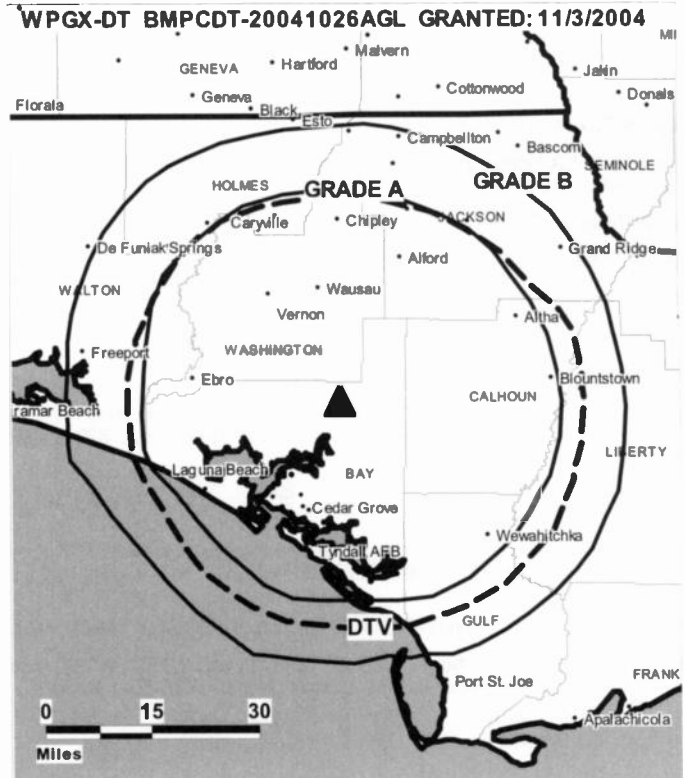 WPGX-DT BMPCDT-20041026AGL GRANTED: 11/3/2004
Malvern
GENEVA
Hartford
Jakin
Cottonwood
Donals
Geneva
Florala
Black
Esto
Campbellton
Bascom
SEMINOLE
HOLMES
GRADE A
GRADE B
Caryville
Chipley
JACKSON
De Funiak Springs
Grand Ridge
Alford
WALTON
Wausau
Vernon
Altha
Freeport
WASHINGTON
Ebro
Blountstown
CALHOUN
ramar Beach
LIBERTY
Laguna Beach
BAY
Cedar Grove
Wewahitchka
Tyndall AFB
GULF
DTV
FRANK
Port St. Joe
0 15 30
Apalachicola
Miles